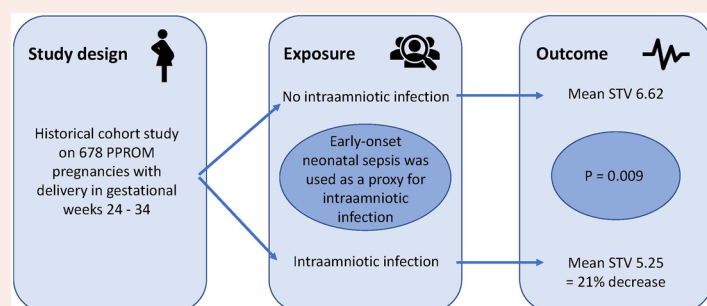 Study design
Historical cohort study
on 678 PPROM
pregnancies with
delivery in gestational
weeks 24 - 34
Exposure
No intraamniotic infection
Early-onset
neonatal sepsis was
used as a proxy for
intraamniotic
infection
Intraamniotic infection
Outcome
Mean STV 6.62
P = 0.009
Mean STV 5.25
= 21% decrease